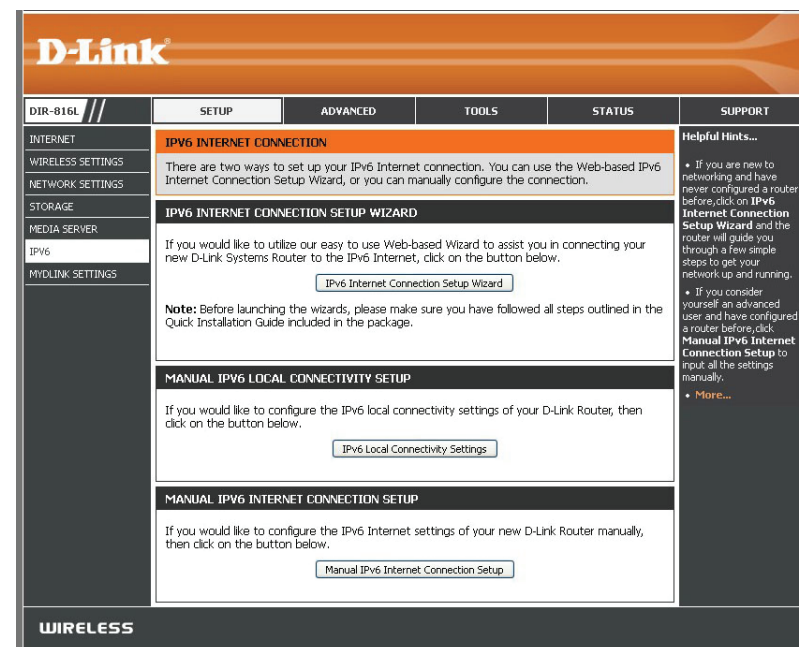 D-Link®
DIR-816L
SETUP
ADVANCED
TOOLS
STATUS
SUPPORT
INTERNET
WIRELESS SETTINGS
NETWORK SETTINGS
STORAGE
MEDIA SERVER
IPV6
MYDLINK SETTINGS
IPV6 INTERNET CONNECTION
There are two ways to set up your IPv6 Internet connection. You can use the Web-based IPv6
Internet Connection Setup Wizard, or you can manually configure the connection.
IPV6 INTERNET CONNECTION SETUP WIZARD
If you would like to utilize our easy to use Web-based Wizard to assist you in connecting your
new D-Link Systems Router to the IPv6 Internet, click on the button below.
IPv6 Internet Connection Setup Wizard
Note: Before launching the wizards, please make sure you have followed all steps outlined in the
Quick Installation Guide included in the package.
MANUAL IPV6 LOCAL CONNECTIVITY SETUP
If you would like to configure the IPv6 local connectivity settings of your D-Link Router, then
click on the button below.
IPv6 Local Connectivity Settings
MANUAL IPV6 INTERNET CONNECTION SETUP
If you would like to configure the IPv6 Internet settings of your new D-Link Router manually,
then click on the button below.
Manual IPv6 Internet Connection Setup
Helpful Hints...
• If you are new to
networking and have
never configured a router
before,click on IPv6
Internet Connection
Setup Wizard and the
router will guide you
through a few simple
steps to get your
network up and running.
• If you consider
yourself an advanced
user and have configured
a router before,click
Manual IPv6 Internet
Connection Setup to
input all the settings
manually.
• More...
WIRELESS